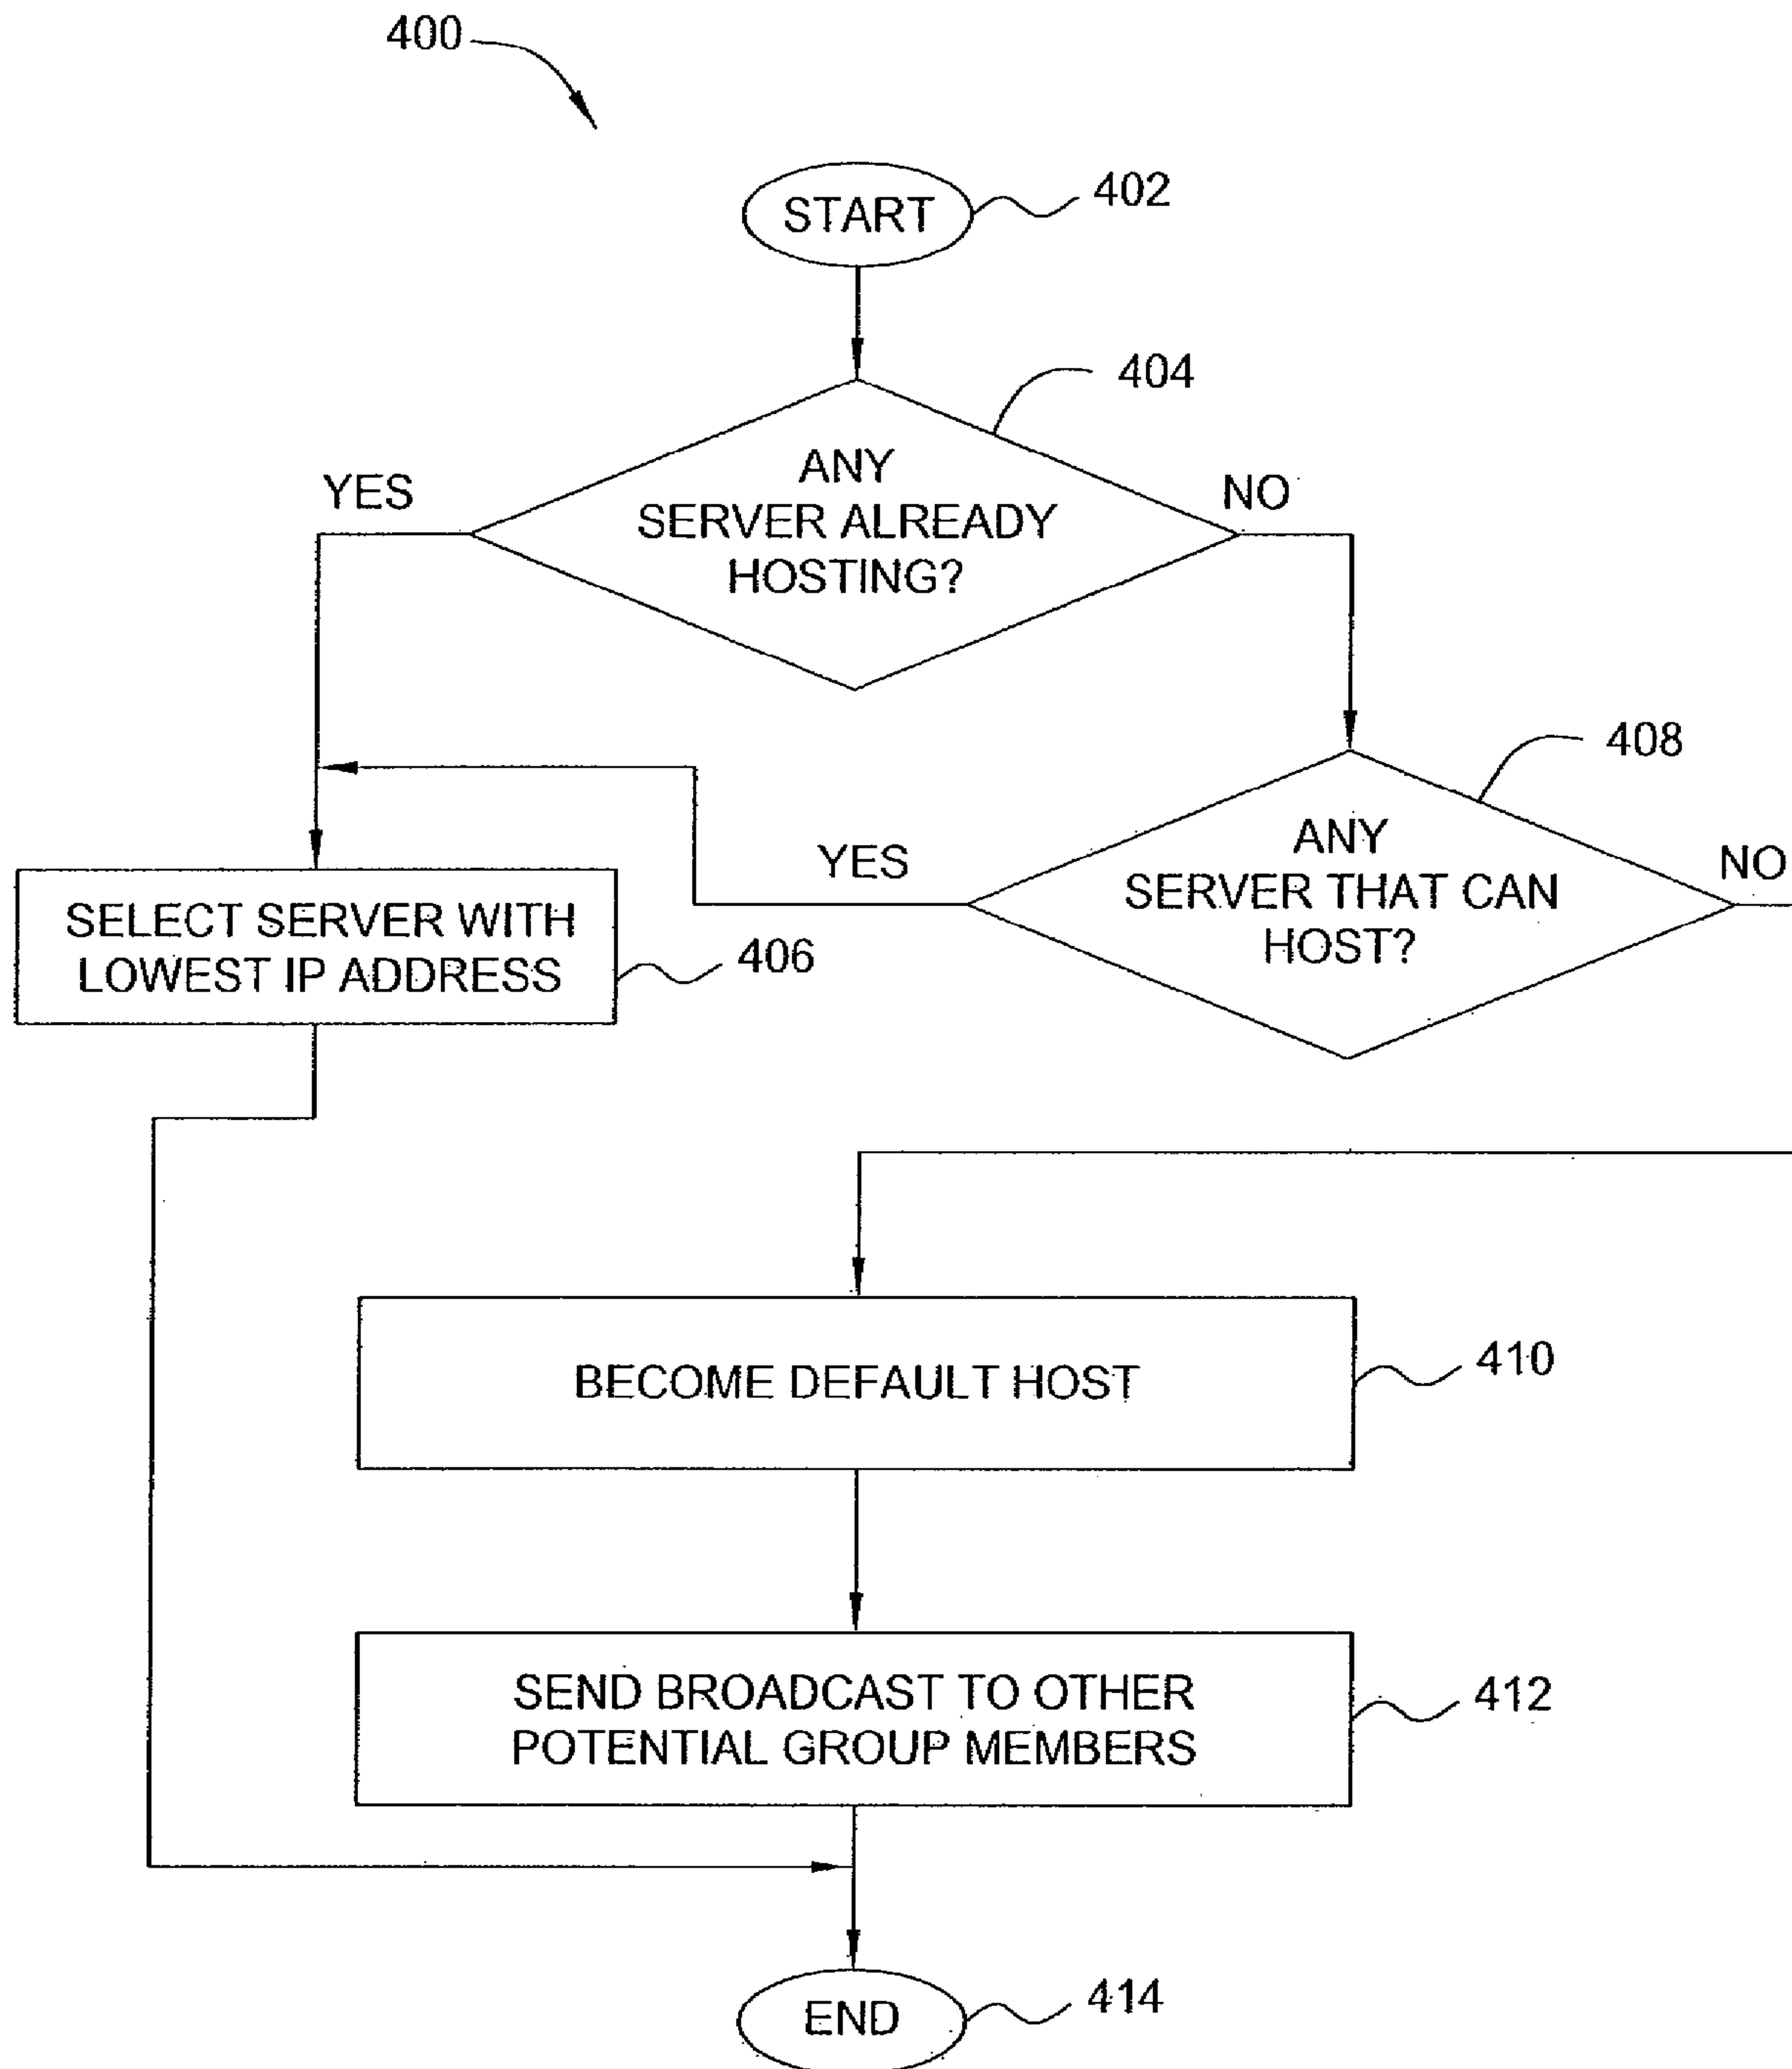 400
START
402
404
ANY
SERVER ALREADY
HOSTING?
YES
NO
408
ANY
SERVER THAT CAN
HOST?
YES
NO
SELECT SERVER WITH
LOWEST IP ADDRESS
406
BECOME DEFAULT HOST
410
SEND BROADCAST TO OTHER
POTENTIAL GROUP MEMBERS
412
END
414